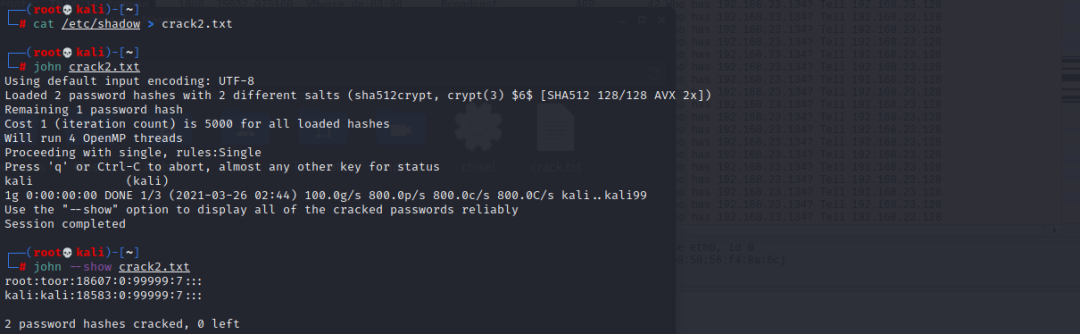 (root💀kali)-[~]
# cat /etc/shadow > crack2.txt
(root💀kali)-[~]
# john crack2.txt
Using default input encoding: UTF-8
Loaded 2 password hashes with 2 different salts (sha512crypt, crypt(3) $6$ [SHA512 128/128 AVX 2x])
Remaining 1 password hash
Cost 1 (iteration count) is 5000 for all loaded hashes
Will run 4 OpenMP threads
Proceeding with single, rules:Single
Press 'q' or Ctrl-C to abort, almost any other key for status
kali             (kali)
1g 0:00:00:00 DONE 1/3 (2021-03-26 02:44) 100.0g/s 800.0p/s 800.0c/s 800.0C/s kali..kali99
Use the "--show" option to display all of the cracked passwords reliably
Session completed
(root💀kali)-[~]
# john --show crack2.txt
root:toor:18607:0:99999:7:::
kali:kali:18583:0:99999:7:::
2 password hashes cracked, 0 left